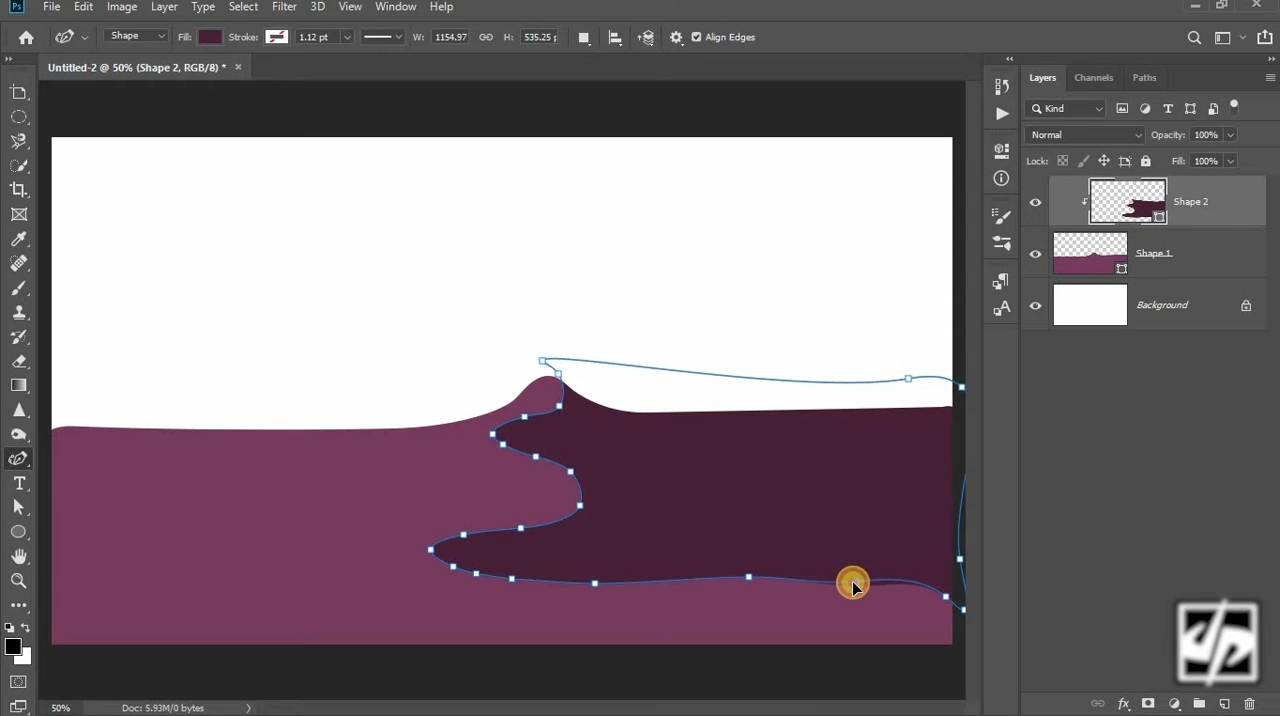 Ps File Edit Image Layer Type Select Filter 3D View Window Help
Shape Fill: Stroke: 1.12 pt W: 1154.97 H: 535.25 p Align Edges
Untitled-2 @ 50% (Shape 2, RGB/8) * ×
Layers Channels Paths
Kind
Normal Opacity: 100%
Lock: Fill: 100%
Shape 2
Shape 1
Background
50% Doc: 5.93M/0 bytes